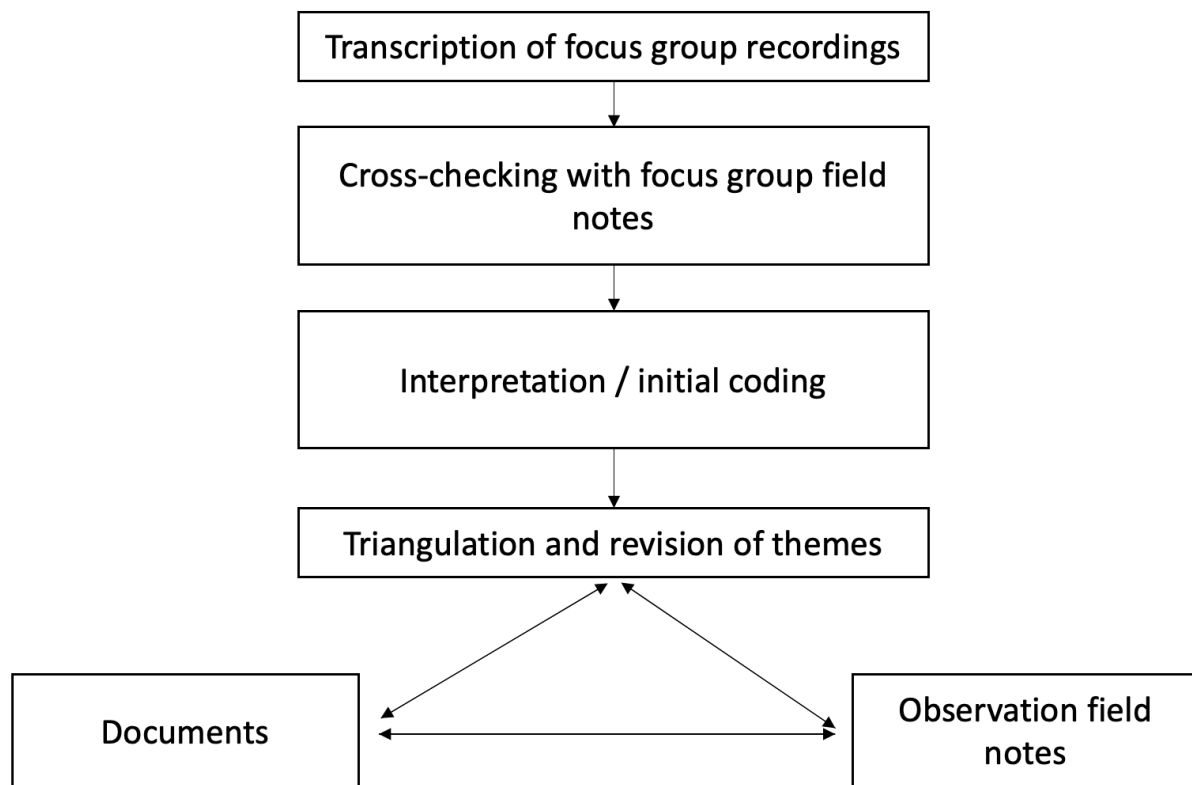 Transcription of focus group recordings
Cross-checking with focus group field
notes
Interpretation / initial coding
Triangulation and revision of themes
Documents
Observation field
notes